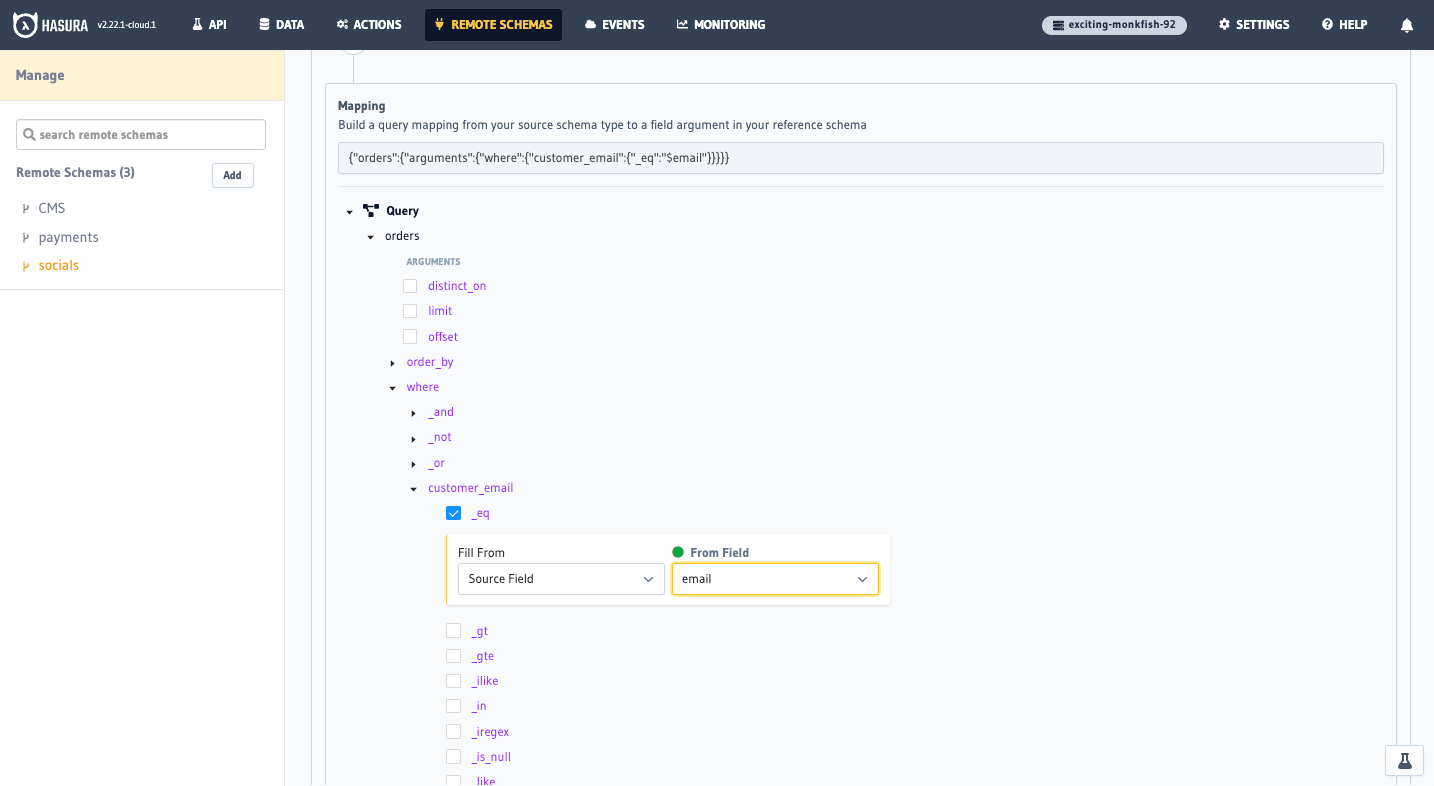 HASURA v2.22.1-cloud.1 API DATA ACTIONS REMOTE SCHEMAS EVENTS MONITORING exciting-monkfish-92 SETTINGS HELP
Manage
search remote schemas
Remote Schemas (3) Add
CMS
payments
socials
Mapping
Build a query mapping from your source schema type to a field argument in your reference schema
{"orders":{"arguments":{"where":{"customer_email":{"_eq":"$email"}}}}}
Query
orders
ARGUMENTS
distinct_on
limit
offset
order_by
where
_and
_not
_or
customer_email
_eq
Fill From From Field
Source Field email
_gt
_gte
_ilike
_in
_iregex
_is_null
_like